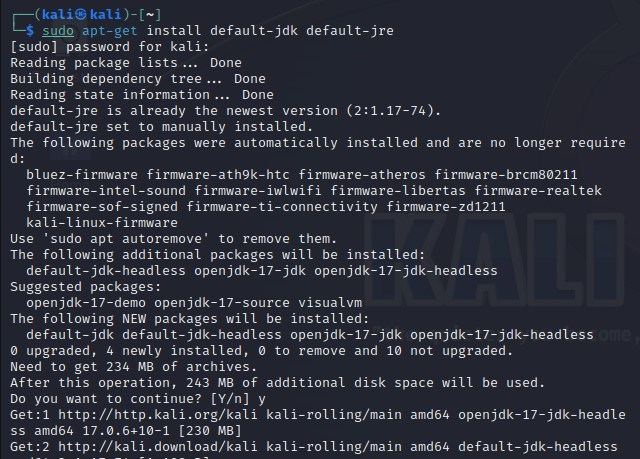 (kali㉿kali)-[~]
$ sudo apt-get install default-jdk default-jre
[sudo] password for kali:
Reading package lists... Done
Building dependency tree... Done
Reading state information... Done
default-jre is already the newest version (2:1.17-74).
default-jre set to manually installed.
The following packages were automatically installed and are no longer require
d:
bluez-firmware firmware-ath9k-htc firmware-atheros firmware-brcm80211
firmware-intel-sound firmware-iwlwifi firmware-libertas firmware-realtek
firmware-sof-signed firmware-ti-connectivity firmware-zd1211
kali-linux-firmware
Use 'sudo apt autoremove' to remove them.
The following additional packages will be installed:
default-jdk-headless openjdk-17-jdk openjdk-17-jdk-headless
Suggested packages:
openjdk-17-demo openjdk-17-source visualvm
The following NEW packages will be installed:
default-jdk default-jdk-headless openjdk-17-jdk openjdk-17-jdk-headless
0 upgraded, 4 newly installed, 0 to remove and 10 not upgraded.
Need to get 234 MB of archives.
After this operation, 243 MB of additional disk space will be used.
Do you want to continue? [Y/n] y
Get:1 http://http.kali.org/kali kali-rolling/main amd64 openjdk-17-jdk-headle
ss amd64 17.0.6+10-1 [230 MB]
Get:2 http://kali.download/kali kali-rolling/main amd64 default-jdk-headless
KALI